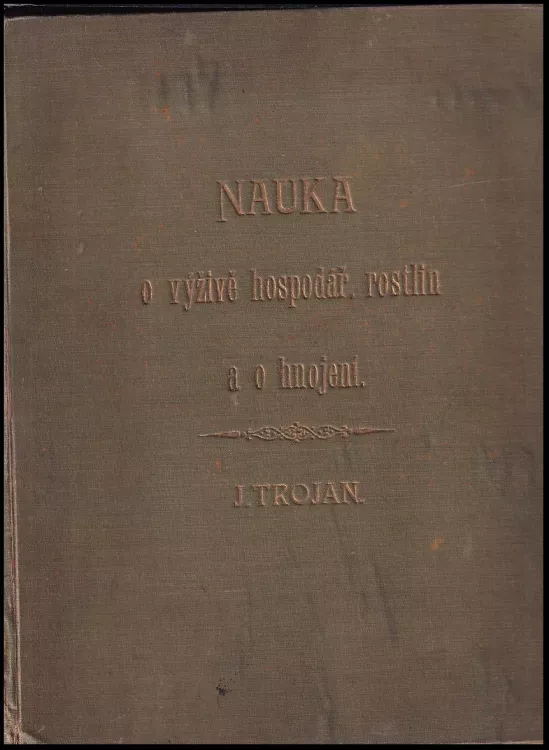 NAUKA
o výživě hospodář. rostlin
a o hnojení.
J. TROJAN.